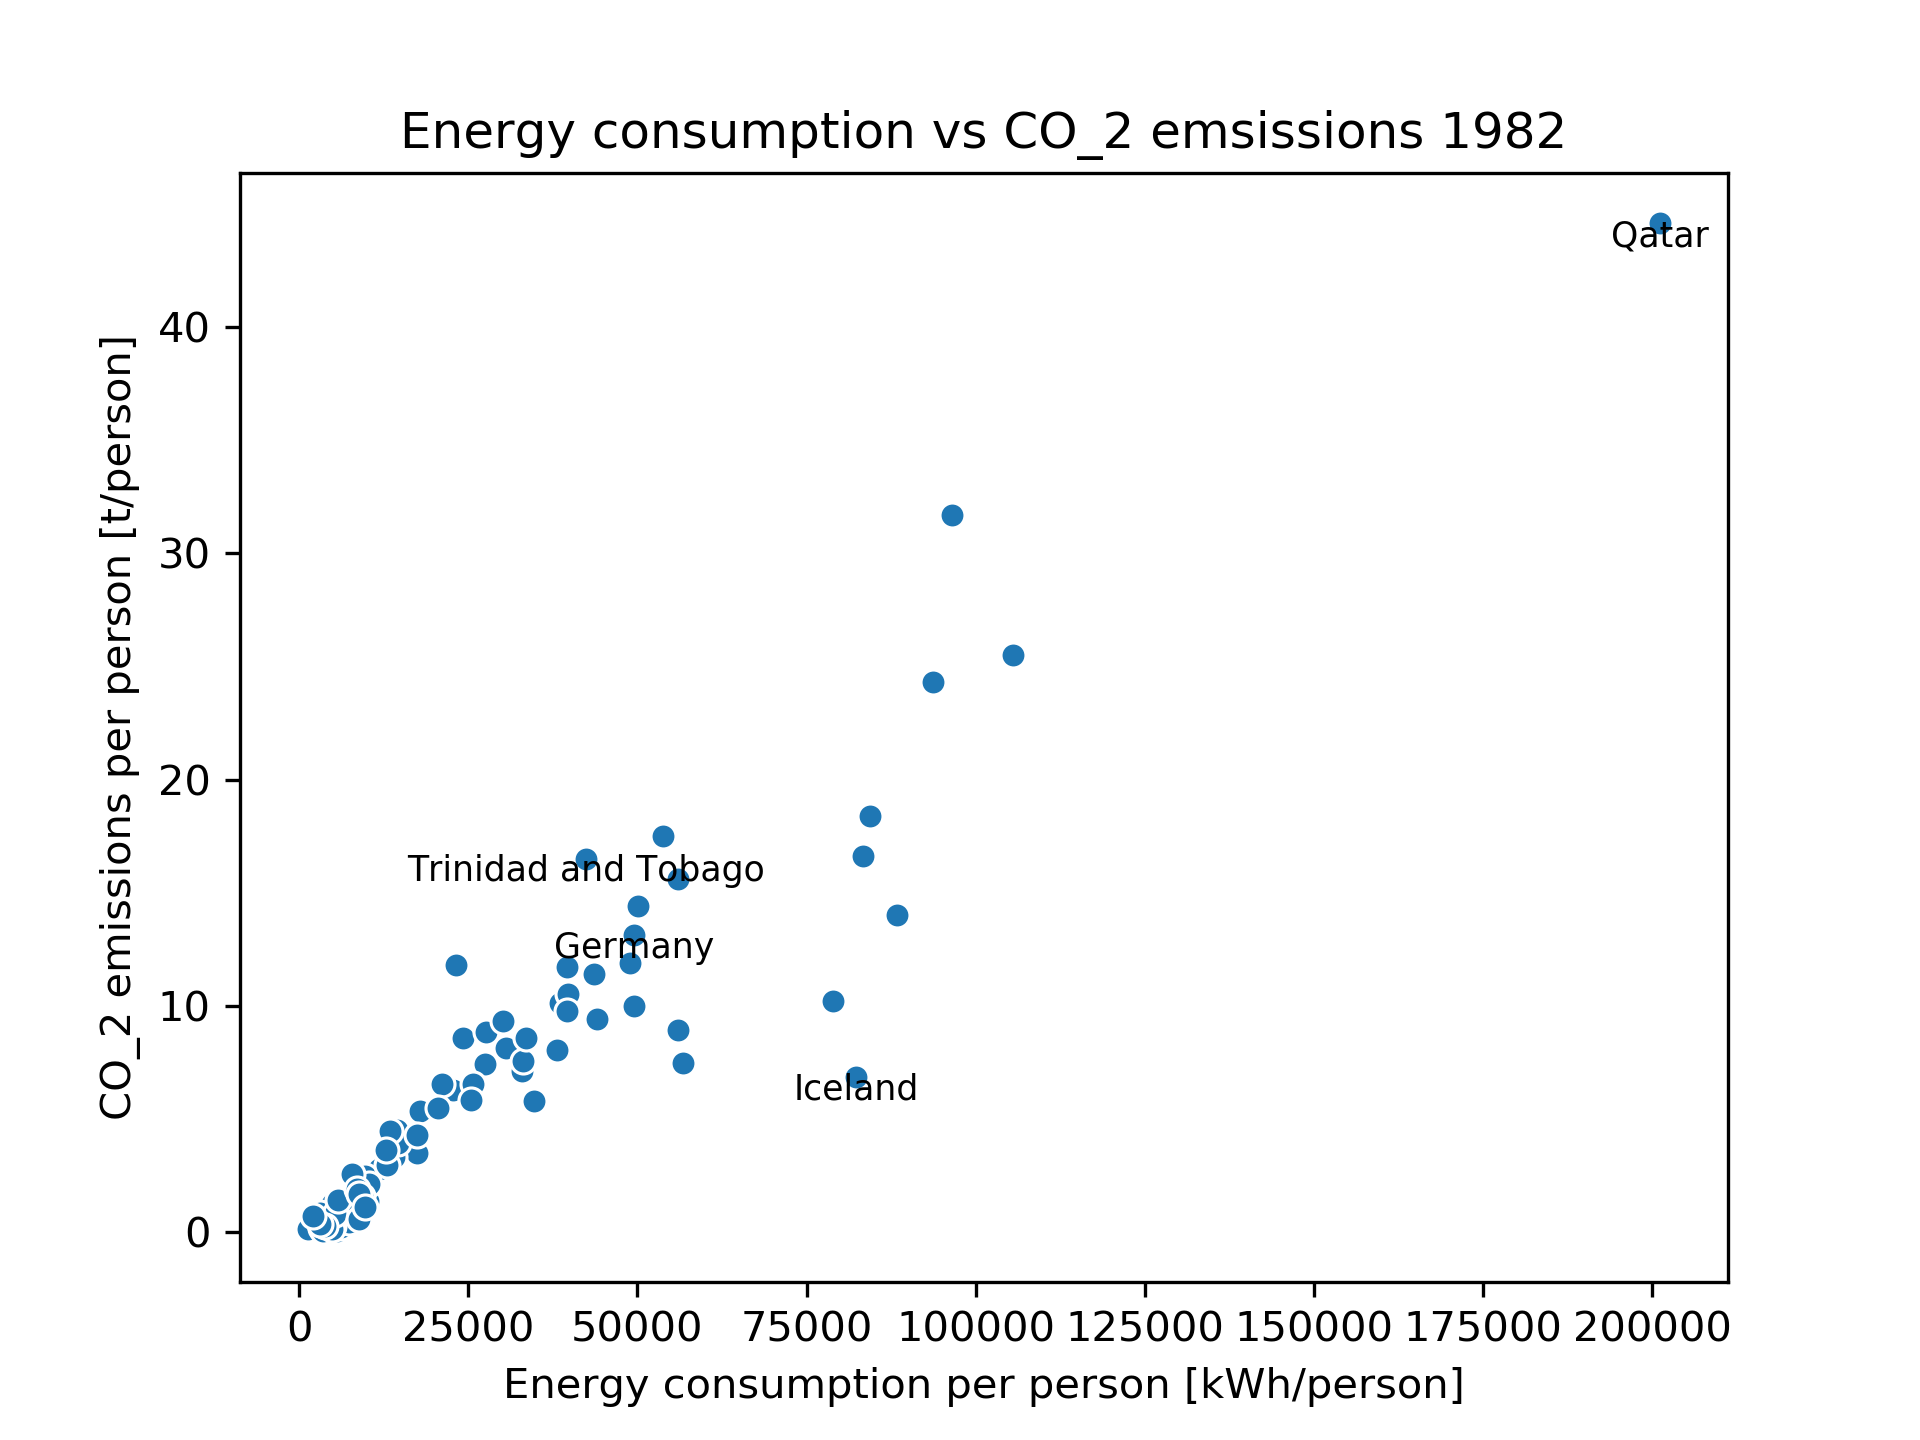 Energy consumption vs CO_2 emsissions 1982
CO_2 emissions per person [t/person]
40
30
20
10
0
Qatar
Trinidad and Tobago
Germany
Iceland
0 25000 50000 75000 100000 125000 150000 175000 200000
Energy consumption per person [kWh/person]